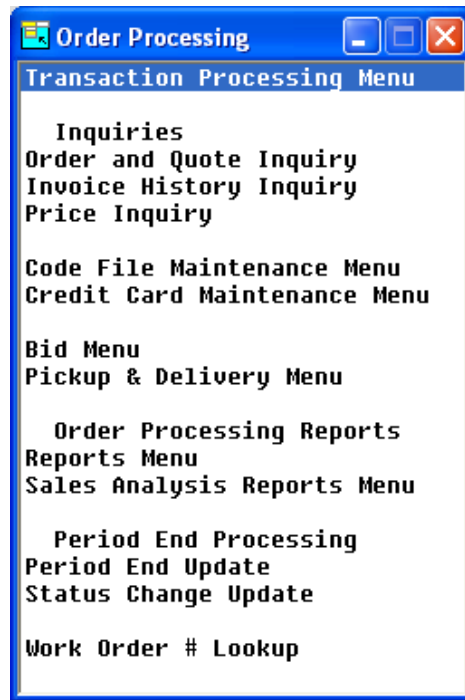 Order Processing
Transaction Processing Menu
Inquiries
Order and Quote Inquiry
Invoice History Inquiry
Price Inquiry
Code File Maintenance Menu
Credit Card Maintenance Menu
Bid Menu
Pickup & Delivery Menu
Order Processing Reports
Reports Menu
Sales Analysis Reports Menu
Period End Processing
Period End Update
Status Change Update
Work Order # Lookup